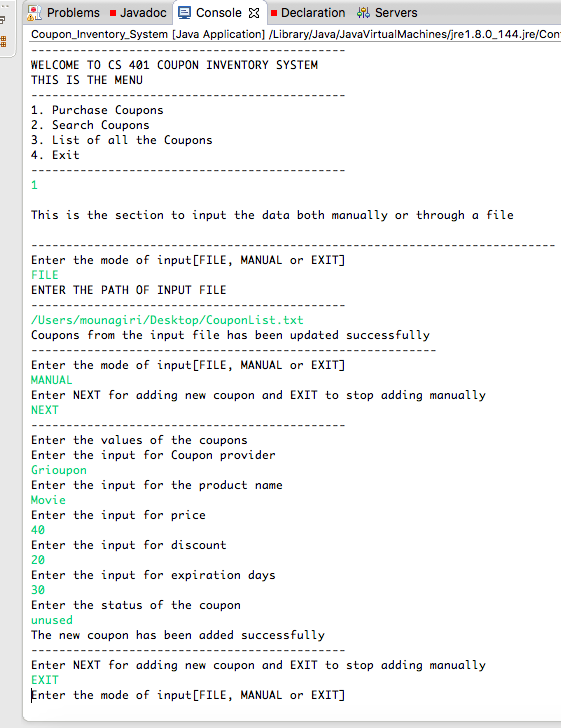 Problems Javadoc Console Declaration Servers
Coupon_Inventory_System [Java Application] /Library/Java/JavaVirtualMachines/jre1.8.0_144.jre/Con
------------------------------------------
WELCOME TO CS 401 COUPON INVENTORY SYSTEM
THIS IS THE MENU
------------------------------------------
1. Purchase Coupons
2. Search Coupons
3. List of all the Coupons
4. Exit
------------------------------------------
1
This is the section to input the data both manually or through a file
----------------------------------------------------------------------
Enter the mode of input[FILE, MANUAL or EXIT]
FILE
ENTER THE PATH OF INPUT FILE
------------------------------------------
/Users/mounagiri/Desktop/CouponList.txt
Coupons from the input file has been updated successfully
------------------------------------------------------
Enter the mode of input[FILE, MANUAL or EXIT]
MANUAL
Enter NEXT for adding new coupon and EXIT to stop adding manually
NEXT
------------------------------------------
Enter the values of the coupons
Enter the input for Coupon provider
Grioupon
Enter the input for the product name
Movie
Enter the input for price
40
Enter the input for discount
20
Enter the input for expiration days
30
Enter the status of the coupon
unused
The new coupon has been added successfully
------------------------------------------
Enter NEXT for adding new coupon and EXIT to stop adding manually
EXIT
Enter the mode of input[FILE, MANUAL or EXIT]